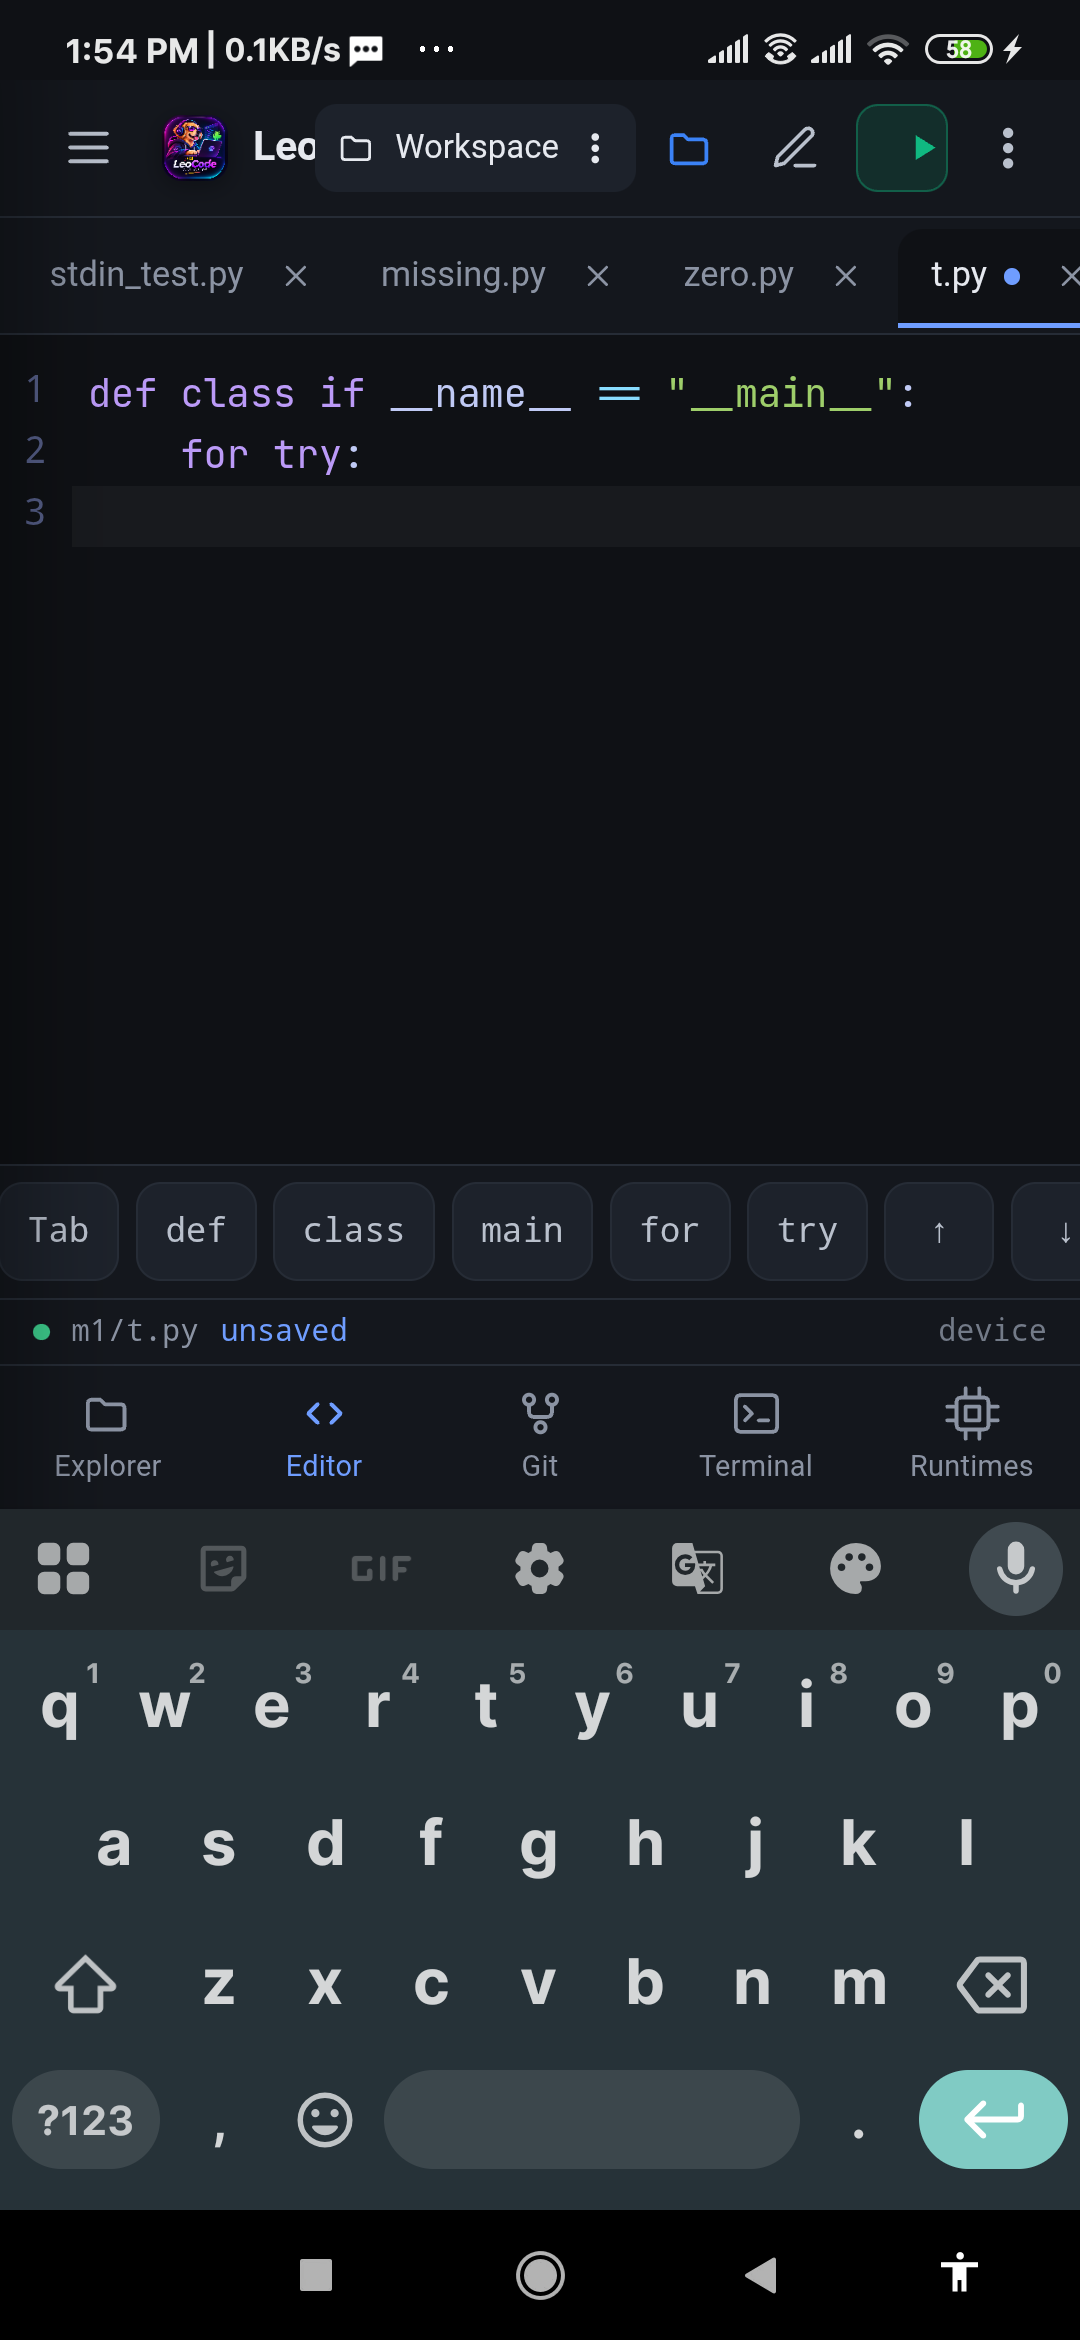 1:54 PM | 0.1KB/s ...
58
LeoCode
Leo
Workspace
stdin_test.py
missing.py
zero.py
t.py
1 def class if __name__ == "__main__":
2 for try:
3
Tab def class main for try ↑ ↓
m1/t.py unsaved device
Explorer Editor Git Terminal Runtimes
GIF G 文
1 2 3 4 5 6 7 8 9 0
q w e r t y u i o p
a s d f g h j k l
z x c v b n m
?123 , .